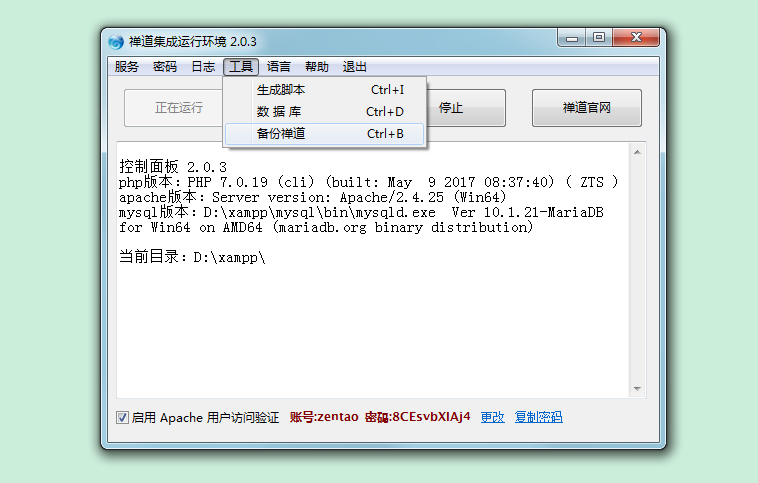 禅道集成运行环境 2.0.3
服务 密码 日志 工具 语言 帮助 退出
生成脚本 Ctrl+I
正在运行 数 据 库 Ctrl+D 停止 禅道官网
备份禅道 Ctrl+B
控制面板 2.0.3
php版本：PHP 7.0.19 (cli) (built: May  9 2017 08:37:40) ( ZTS )
apache版本：Server version: Apache/2.4.25 (Win64)
mysql版本：D:\xampp\mysql\bin\mysqld.exe  Ver 10.1.21-MariaDB
for Win64 on AMD64 (mariadb.org binary distribution)
当前目录：D:\xampp\
启用 Apache 用户访问验证 账号:zentao 密码:8CEsvbXIAj4 更改 复制密码